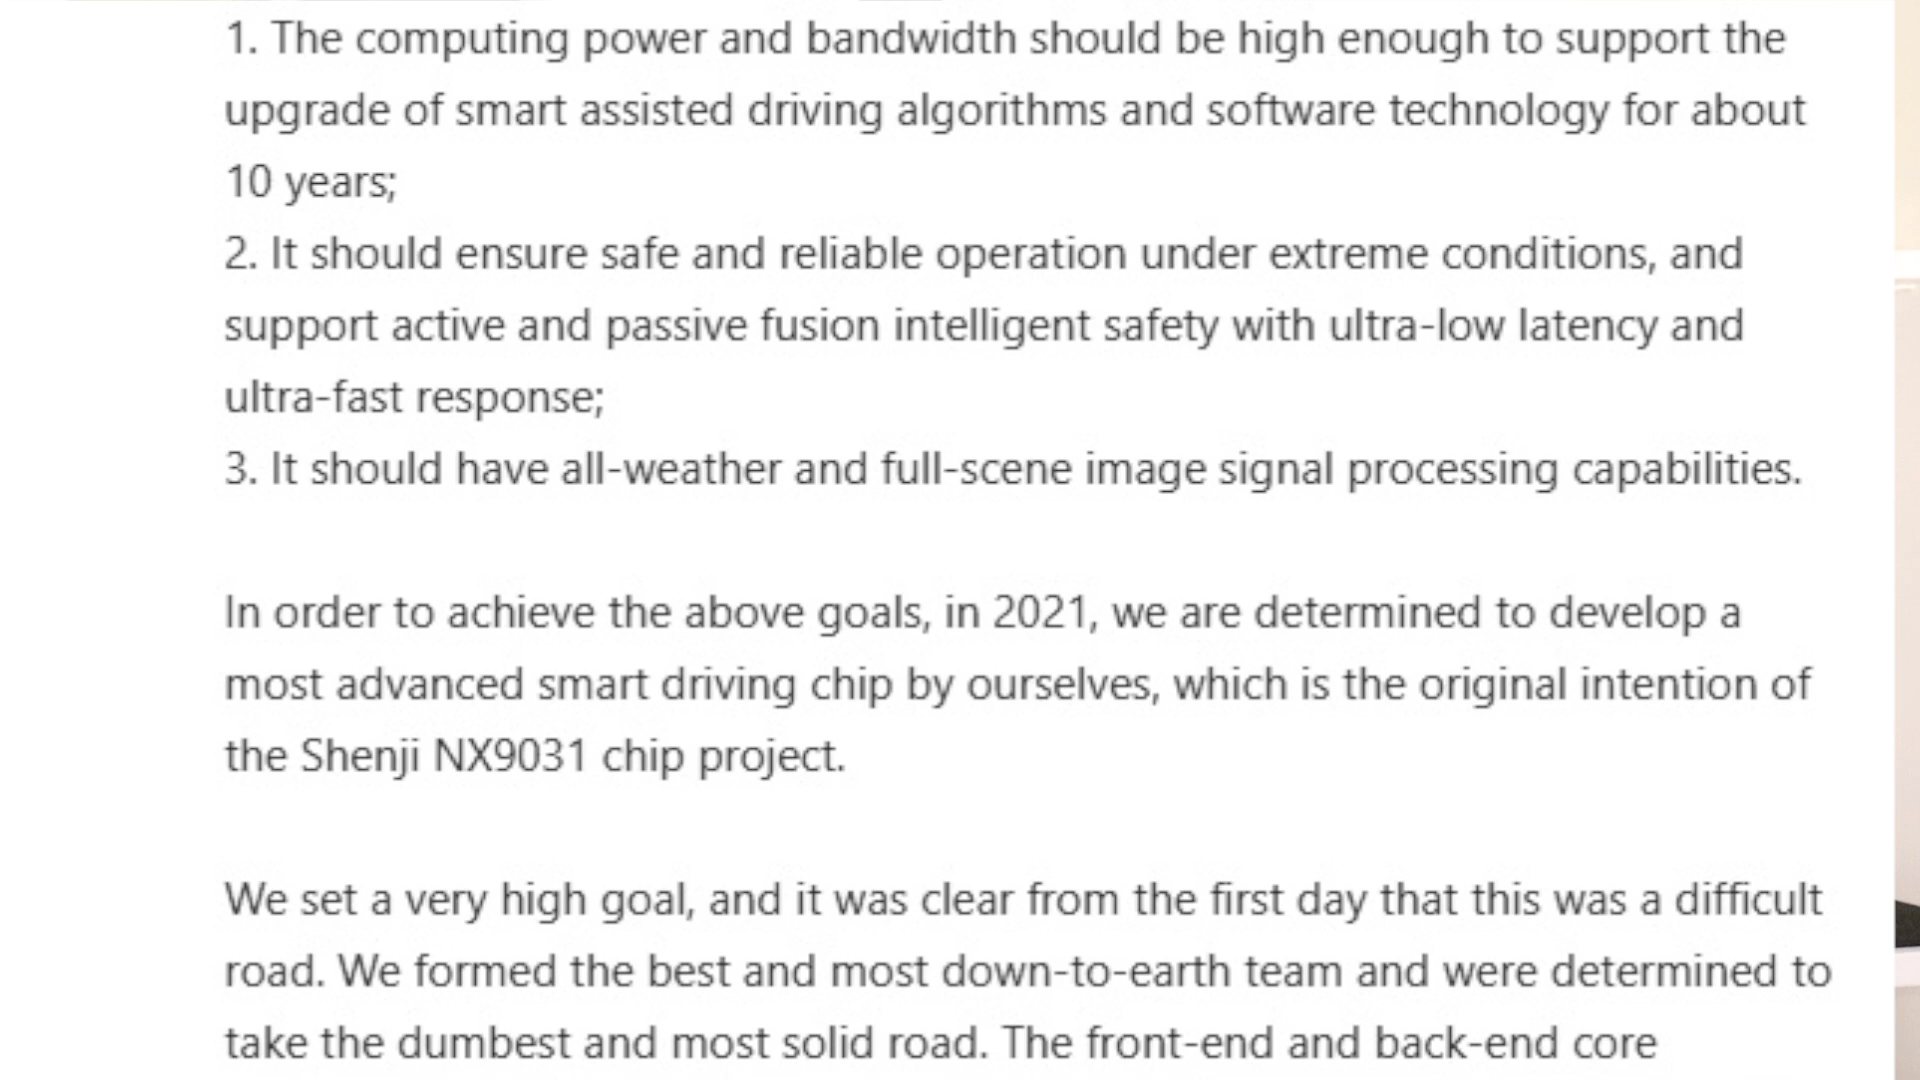 1. The computing power and bandwidth should be high enough to support the
upgrade of smart assisted driving algorithms and software technology for about
10 years;
2. It should ensure safe and reliable operation under extreme conditions, and
support active and passive fusion intelligent safety with ultra-low latency and
ultra-fast response;
3. It should have all-weather and full-scene image signal processing capabilities.
In order to achieve the above goals, in 2021, we are determined to develop a
most advanced smart driving chip by ourselves, which is the original intention of
the Shenji NX9031 chip project.
We set a very high goal, and it was clear from the first day that this was a difficult
road. We formed the best and most down-to-earth team and were determined to
take the dumbest and most solid road. The front-end and back-end core